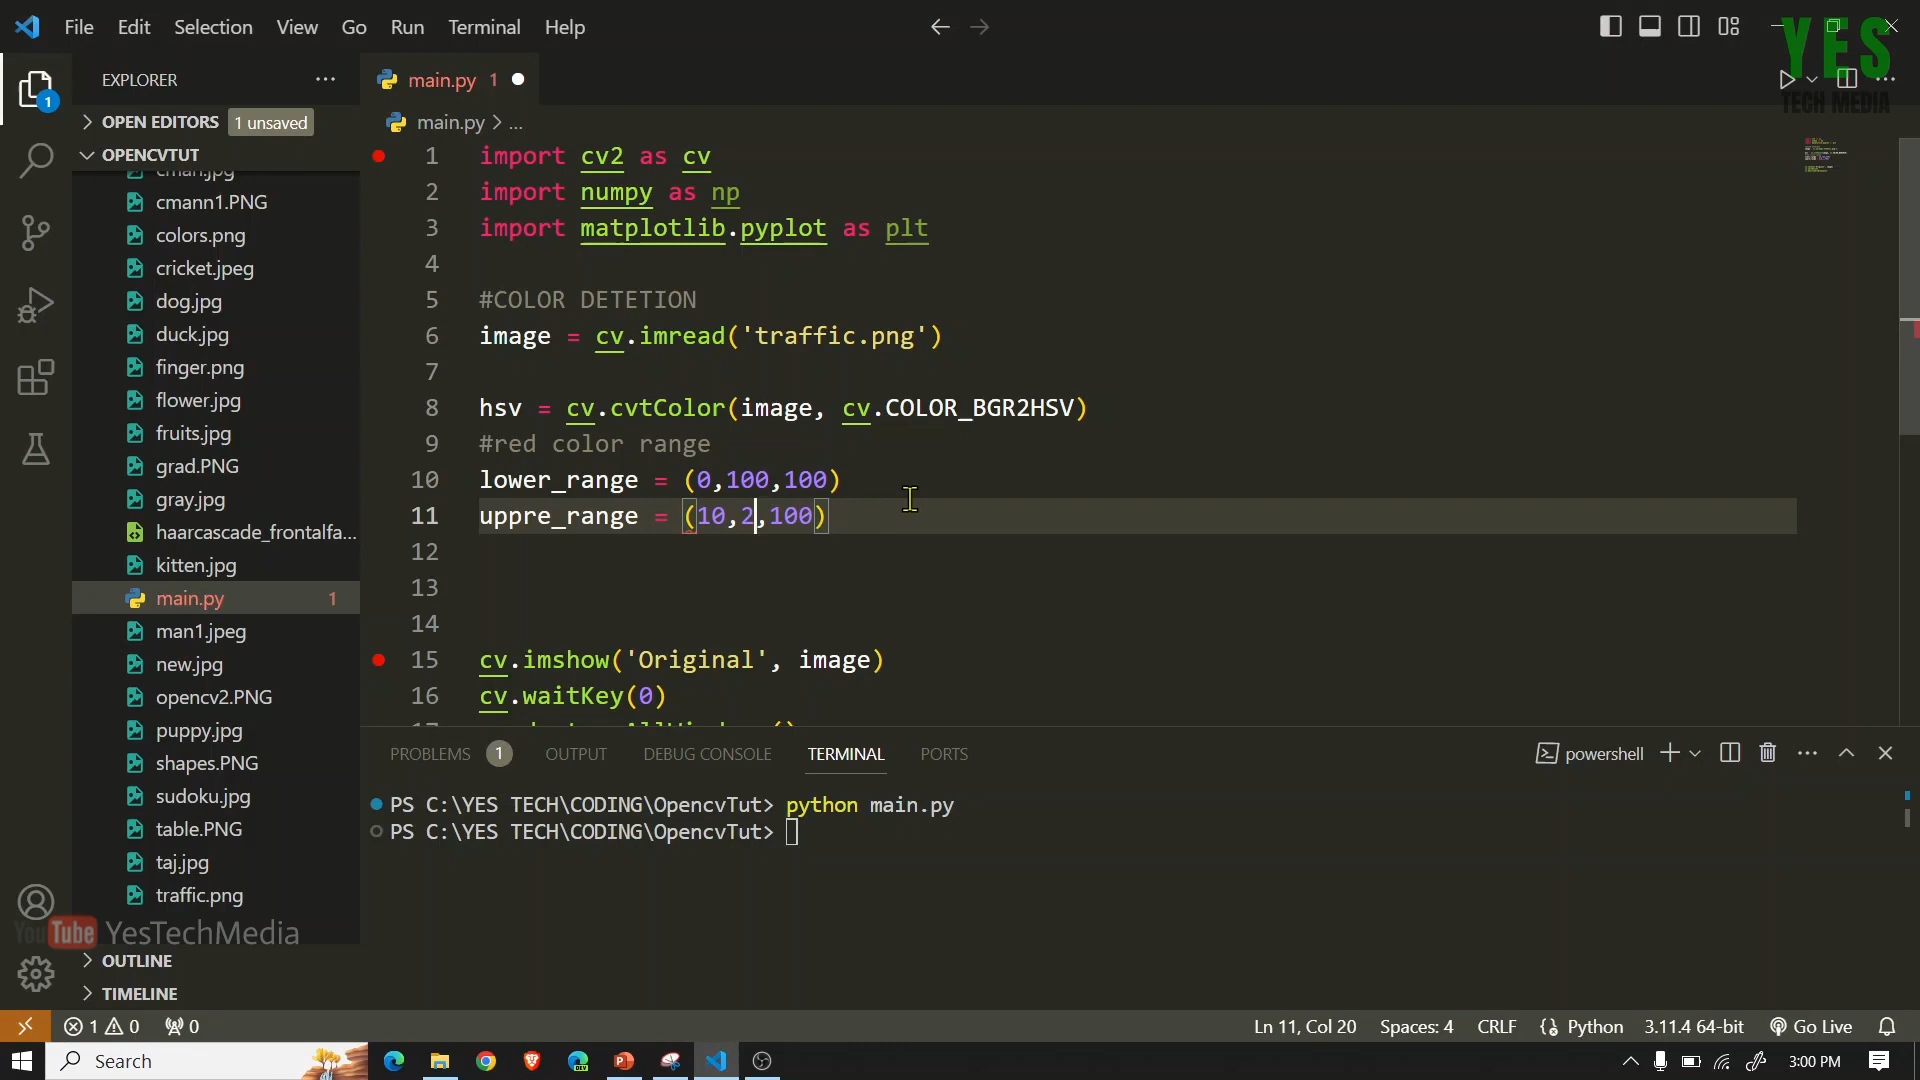 File Edit Selection View Go Run Terminal Help
YES
TECH MEDIA
EXPLORER
main.py 1
OPEN EDITORS 1 unsaved
main.py > ...
OPENCVTUT
cman.jpg
cmann1.PNG
colors.png
cricket.jpeg
dog.jpg
duck.jpg
finger.png
flower.jpg
fruits.jpg
grad.PNG
gray.jpg
haarcascade_frontalfa...
kitten.jpg
main.py 1
man1.jpeg
new.jpg
opencv2.PNG
puppy.jpg
shapes.PNG
sudoku.jpg
table.PNG
taj.jpg
traffic.png
YouTube YesTechMedia
OUTLINE
TIMELINE
1 import cv2 as cv
2 import numpy as np
3 import matplotlib.pyplot as plt
4
5 #COLOR DETETION
6 image = cv.imread('traffic.png')
7
8 hsv = cv.cvtColor(image, cv.COLOR_BGR2HSV)
9 #red color range
10 lower_range = (0,100,100)
11 uppre_range = (10,2,100)
12
13
14
15 cv.imshow('Original', image)
16 cv.waitKey(0)
PROBLEMS 1 OUTPUT DEBUG CONSOLE TERMINAL PORTS powershell
PS C:\YES TECH\CODING\OpencvTut> python main.py
PS C:\YES TECH\CODING\OpencvTut>
1 0 0 Ln 11, Col 20 Spaces: 4 CRLF Python 3.11.4 64-bit Go Live
Search 3:00 PM